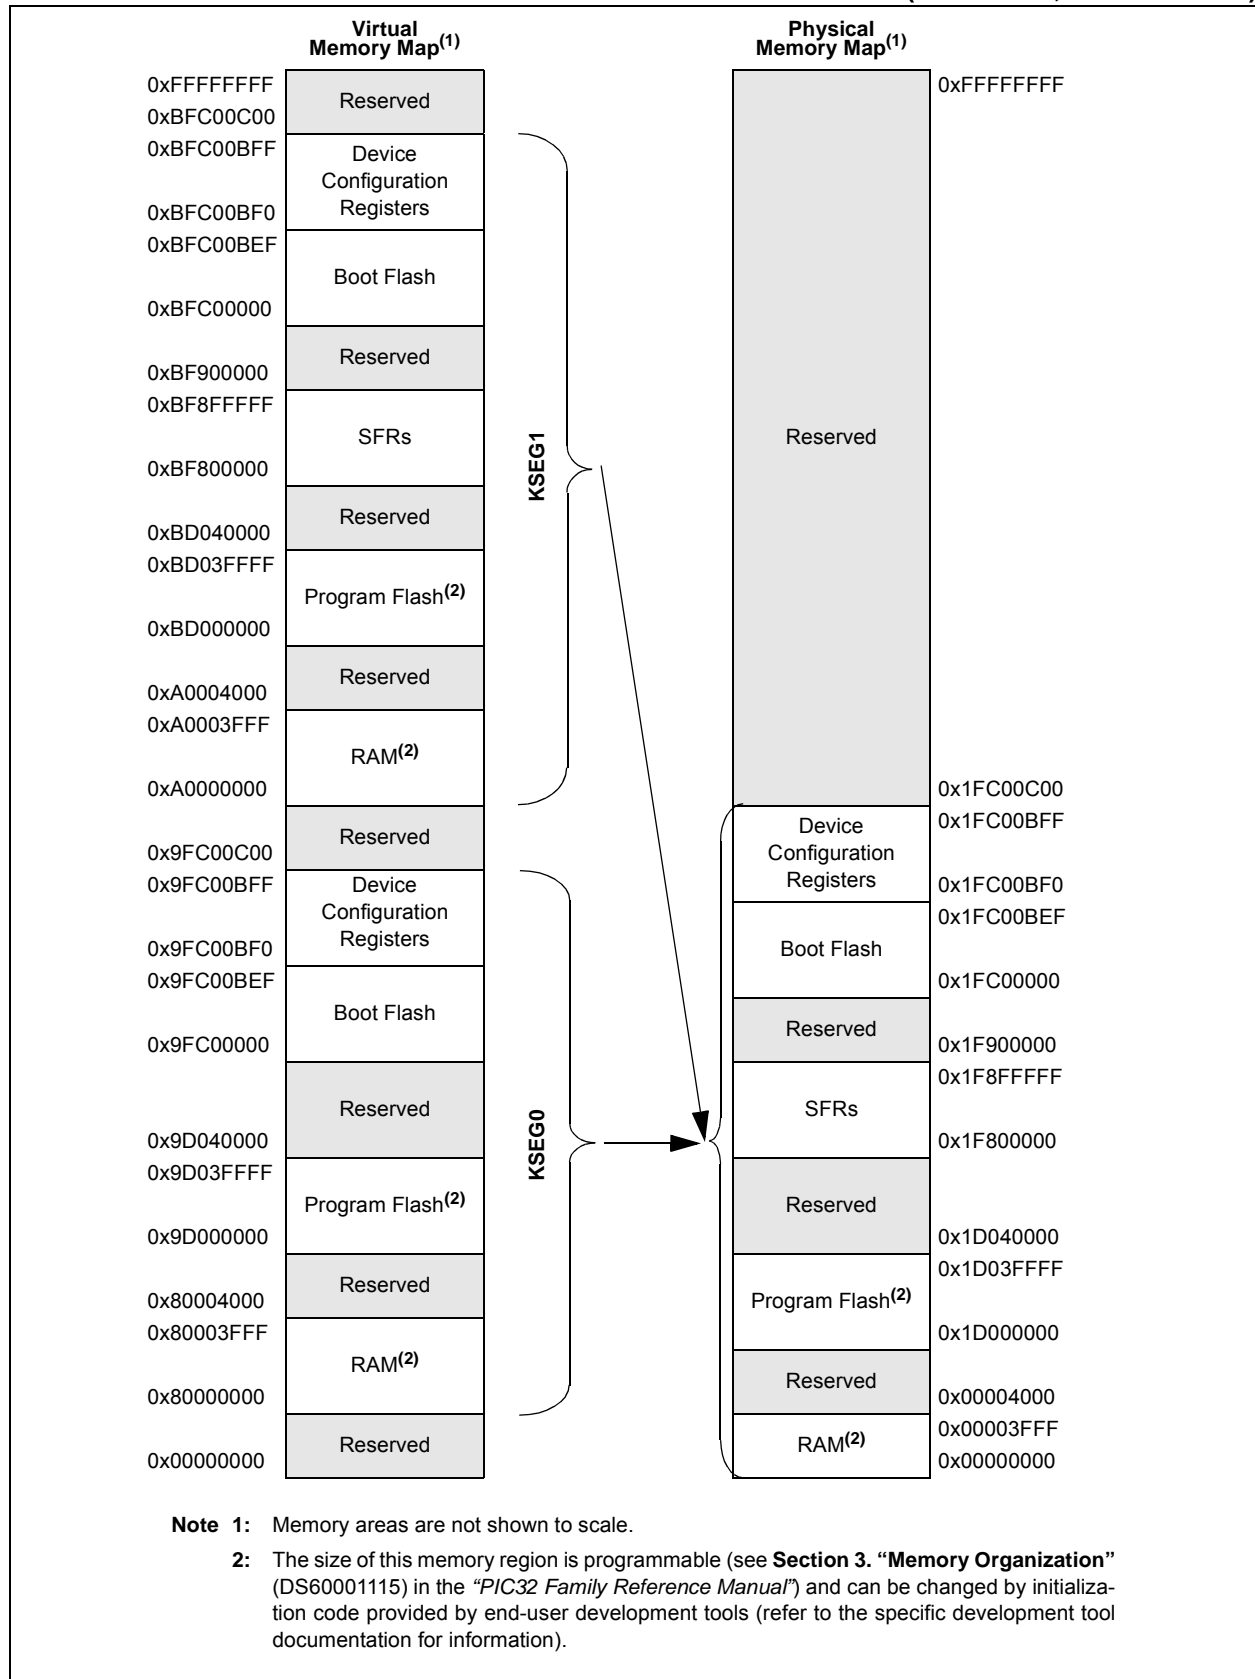 Virtual
Memory Map(1)
0xFFFFFFFF
Reserved
0xBFC00C00
0xBFC00BFF
Device
Configuration
Registers
0xBFC00BF0
0xBFC00BEF
Boot Flash
0xBFC00000
Reserved
0xBF900000
0xBF8FFFFF
SFRs
0xBF800000
Reserved
0xBD040000
0xBD03FFFF
Program Flash(2)
0xBD000000
Reserved
0xA0004000
0xA0003FFF
RAM(2)
0xA0000000
Reserved
0x9FC00C00
0x9FC00BFF
Device
Configuration
Registers
0x9FC00BF0
0x9FC00BEF
Boot Flash
0x9FC00000
Reserved
0x9D040000
0x9D03FFFF
Program Flash(2)
0x9D000000
Reserved
0x80004000
0x80003FFF
RAM(2)
0x80000000
Reserved
0x00000000
KSEG1
KSEG0
Physical
Memory Map(1)
0xFFFFFFFF
Reserved
0x1FC00C00
0x1FC00BFF
Device
Configuration
Registers
0x1FC00BF0
0x1FC00BEF
Boot Flash
0x1FC00000
Reserved
0x1F900000
0x1F8FFFFF
SFRs
0x1F800000
Reserved
0x1D040000
0x1D03FFFF
Program Flash(2)
0x1D000000
Reserved
0x00004000
0x00003FFF
RAM(2)
0x00000000
Note 1: Memory areas are not shown to scale.
2: The size of this memory region is programmable (see Section 3. “Memory Organization”
(DS60001115) in the “PIC32 Family Reference Manual”) and can be changed by initializa-
tion code provided by end-user development tools (refer to the specific development tool
documentation for information).